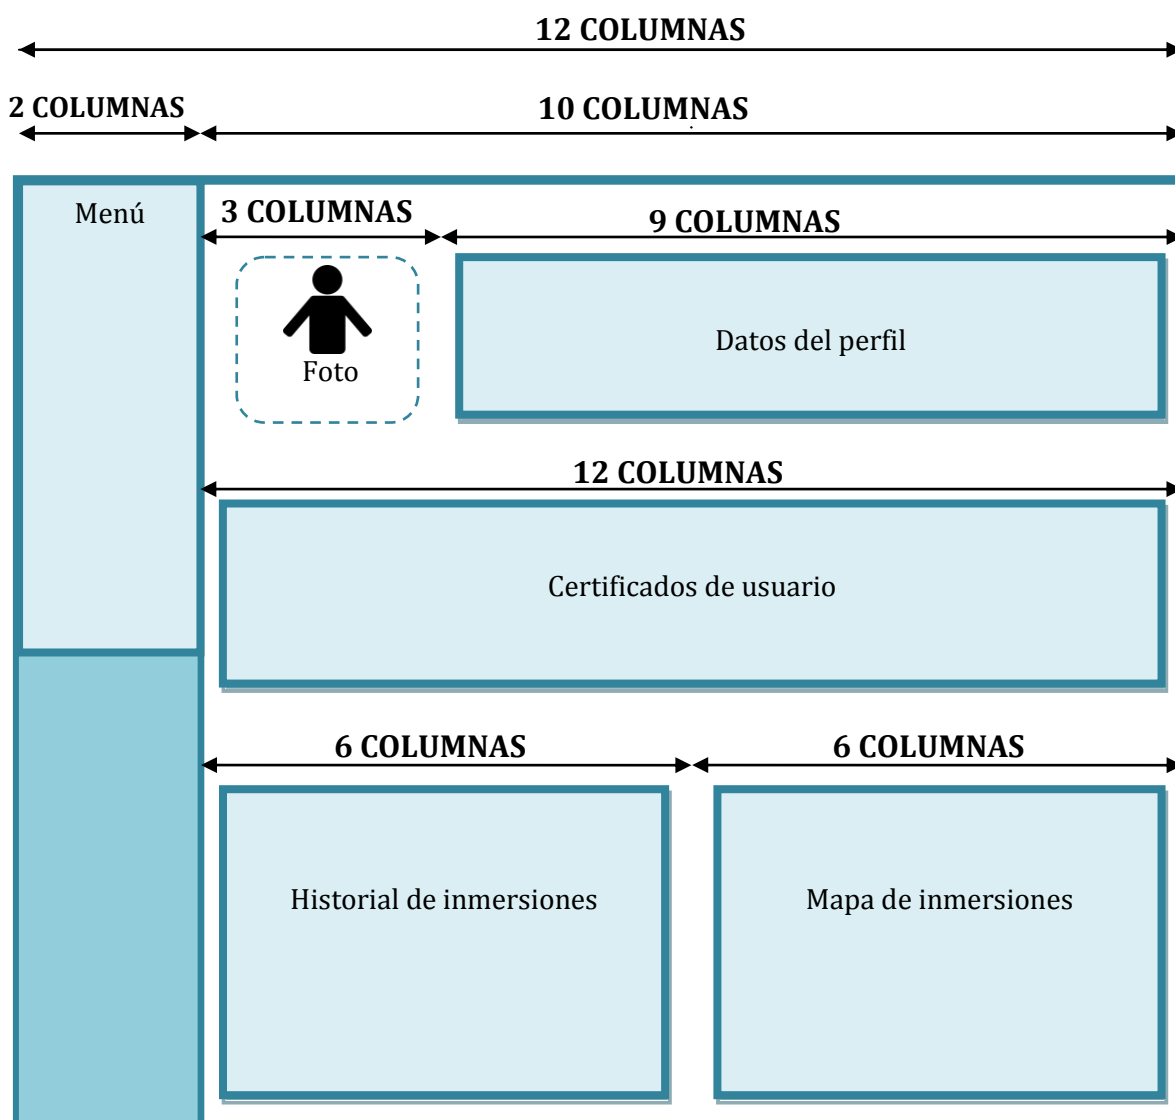 12 COLUMNAS
2 COLUMNAS
10 COLUMNAS
Menú
3 COLUMNAS
9 COLUMNAS
Foto
Datos del perfil
12 COLUMNAS
Certificados de usuario
6 COLUMNAS
6 COLUMNAS
Historial de inmersiones
Mapa de inmersiones